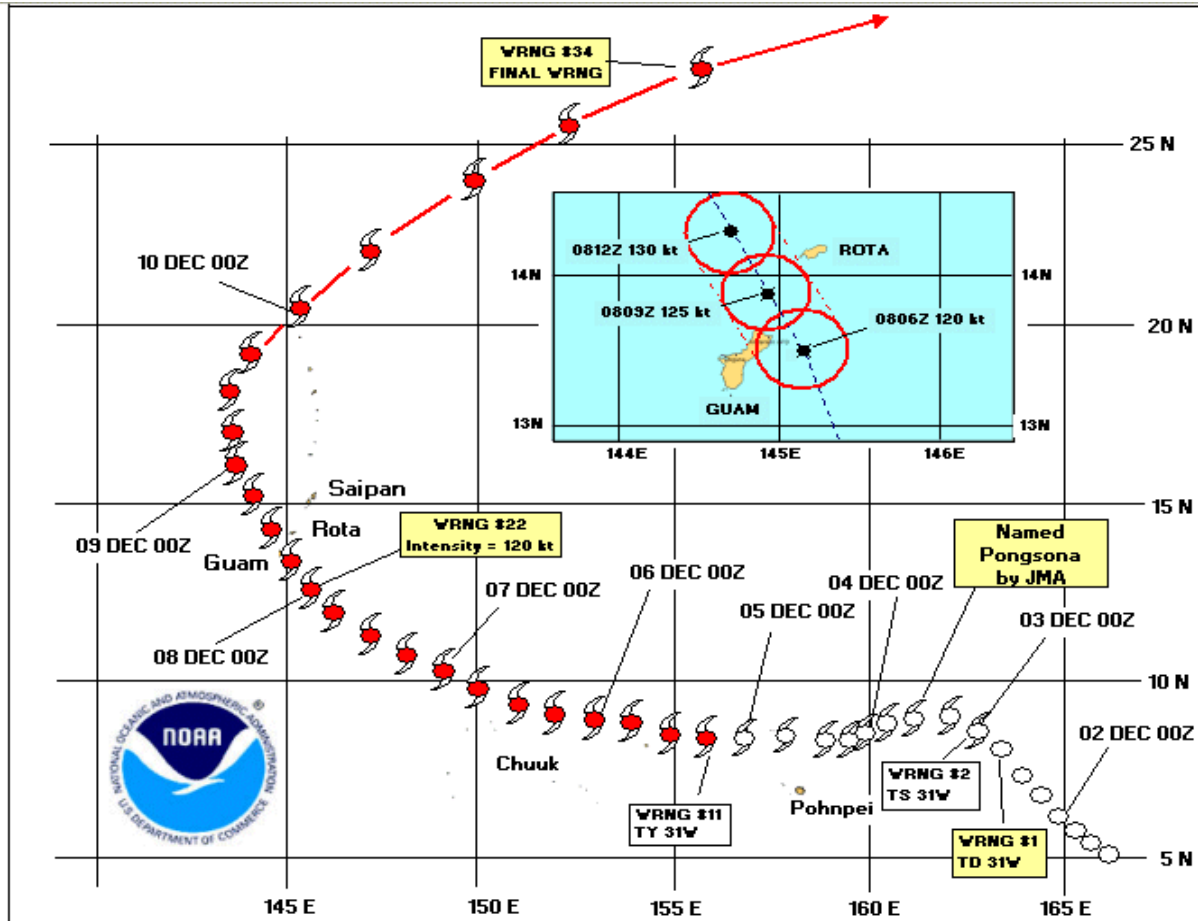 WRNG #34
FINAL WRNG
25 N
0812Z 130 kt
ROTA
14N
14N
10 DEC 00Z
0809Z 125 kt
0806Z 120 kt
20 N
GUAM
13N
13N
144E
145E
146E
Saipan
15 N
09 DEC 00Z
Rota
WRNG #22
Intensity = 120 kt
Guam
Named
Pongsona
by JMA
06 DEC 00Z
04 DEC 00Z
07 DEC 00Z
05 DEC 00Z
03 DEC 00Z
08 DEC 00Z
10 N
NATIONAL OCEANIC AND ATMOSPHERIC ADMINISTRATION
®
NOAA
U.S. DEPARTMENT OF COMMERCE
02 DEC 00Z
Chuuk
WRNG #2
TS 31W
Pohnpei
WRNG #11
TY 31W
WRNG #1
TD 31W
5 N
145 E
150 E
155 E
160 E
165 E